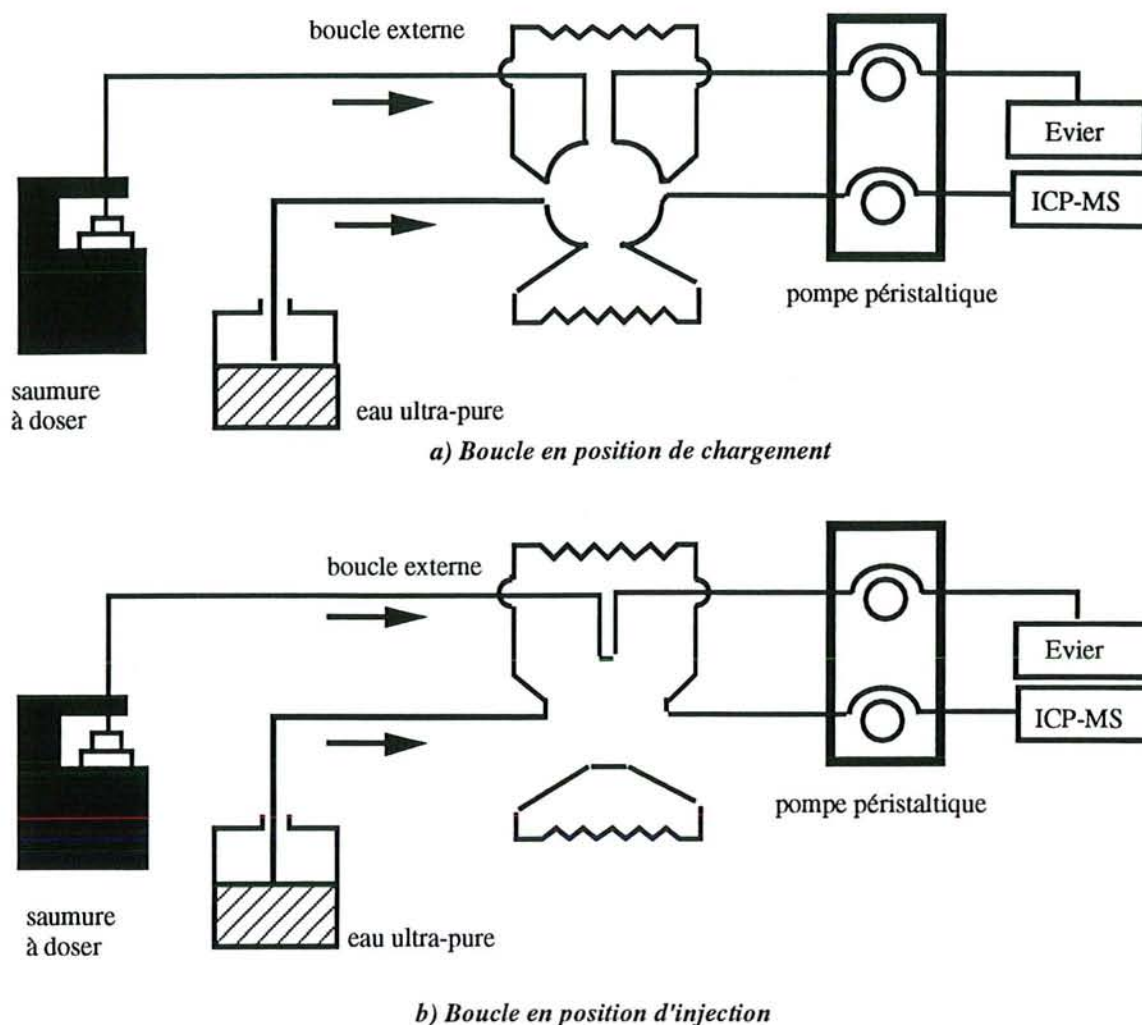 boucle externe
Evier
ICP-MS
pompe péristaltique
saumure
à doser
eau ultra-pure
a) Boucle en position de chargement
boucle externe
Evier
ICP-MS
pompe péristaltique
saumure
à doser
eau ultra-pure
b) Boucle en position d'injection